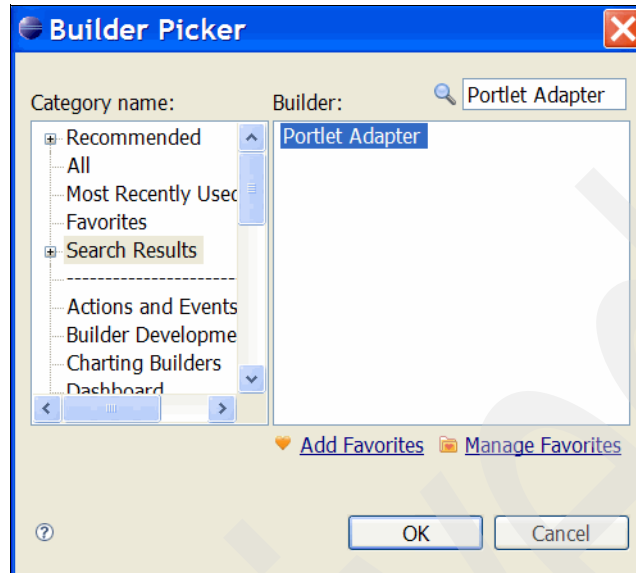 Builder Picker
Category name:
Builder:
Portlet Adapter
Recommended
All
Most Recently Used
Favorites
Search Results
----------------------
Actions and Events
Builder Developme
Charting Builders
Dashboard
Portlet Adapter
Add Favorites
Manage Favorites
?
OK
Cancel